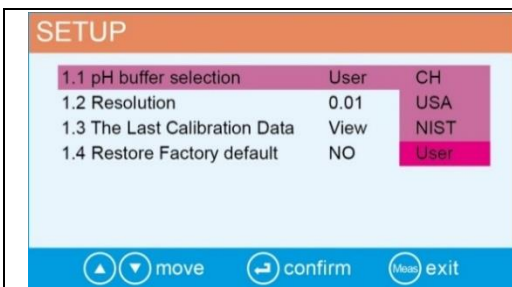 SETUP
1.1 pH buffer selection User CH
1.2 Resolution 0.01 USA
1.3 The Last Calibration Data View NIST
1.4 Restore Factory default NO User
move confirm Meas exit